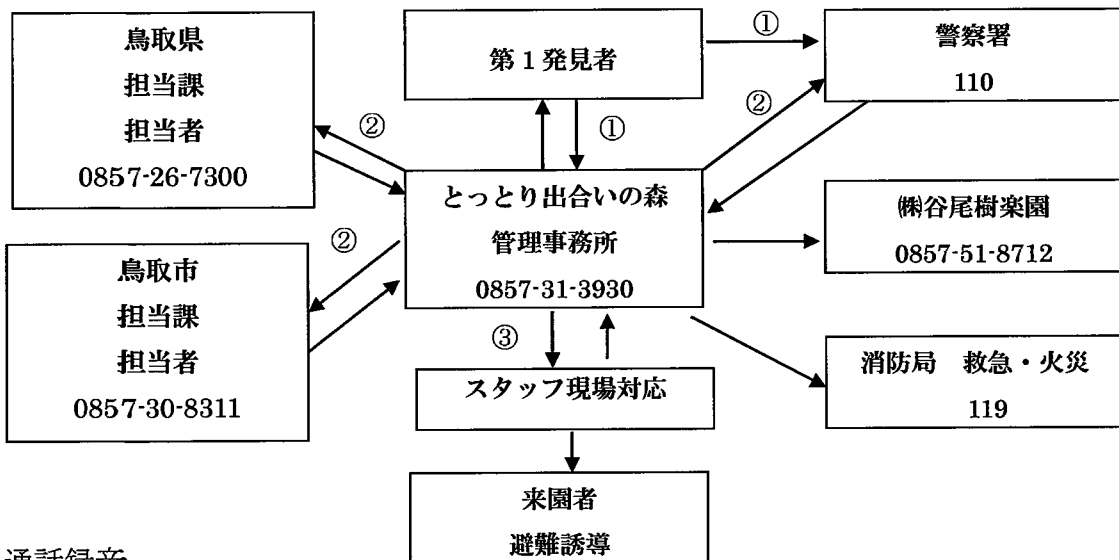 鳥取県
担当課
担当者
0857-26-7300
第1発見者
①
警察署
110
②
①
②
とっとり出合いの森
管理事務所
0857-31-3930
㈱谷尾樹楽園
0857-51-8712
②
鳥取市
担当課
担当者
0857-30-8311
③
スタッフ現場対応
消防局 救急・火災
119
来園者
避難誘導
通話録音